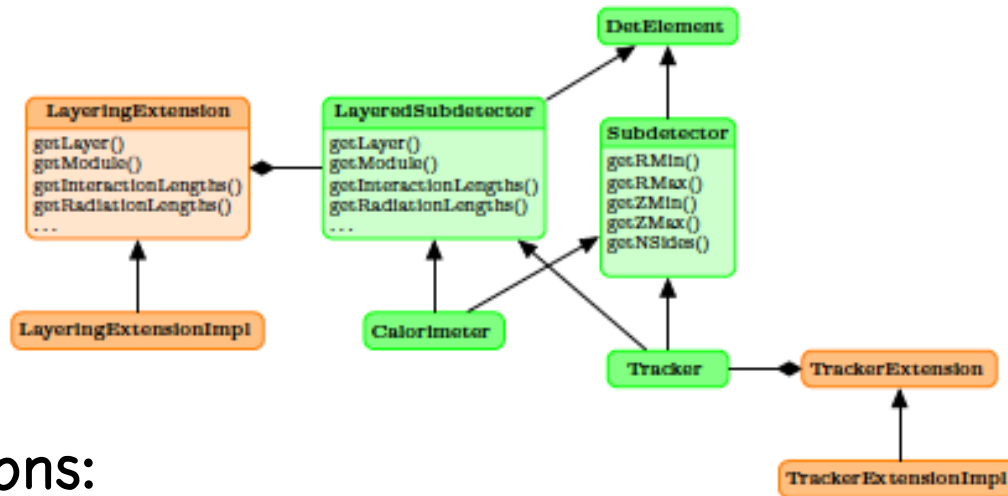 DetElement
LayeringExtension
getLayer()
getModule()
getInteractionLengths()
getRadiationLengths()
...
LayeredSubdetector
getLayer()
getModule()
getInteractionLengths()
getRadiationLengths()
...
Subdetector
getRMin()
getRMax()
getZMin()
getZMax()
getNSides()
LayeringExtensionImpl
Calorimeter
Tracker
TrackerExtension
TrackerExtensionImpl
ons: